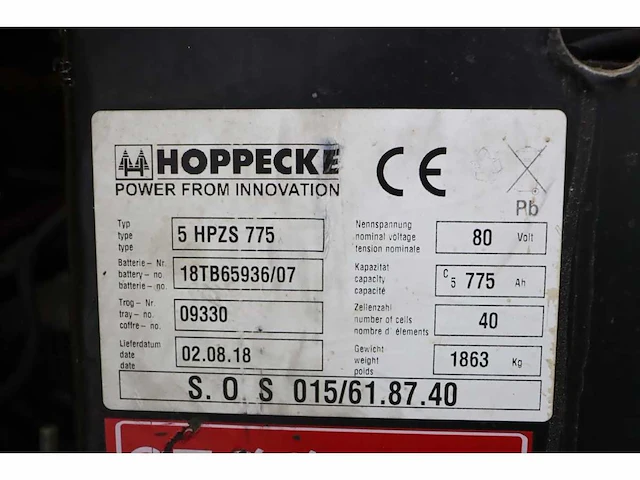 HOPPECKE
POWER FROM INNOVATION
CE
Pb
Typ
type
type
5 HPZS 775
Batterie- Nr.
battery- no.
batterie- no.
18TB65936/07
Trog- Nr.
tray- no.
coffre- no.
09330
Lieferdatum
date
date
02.08.18
Nennspannung
nominal voltage
tension nominale
80 Volt
Kapazität
capacity
capacité
C5 775 Ah
Zellenzahl
number of cells
nombre d. éléments
40
Gewicht
weight
poids
1863 Kg
S. O. S 015/61.87.40